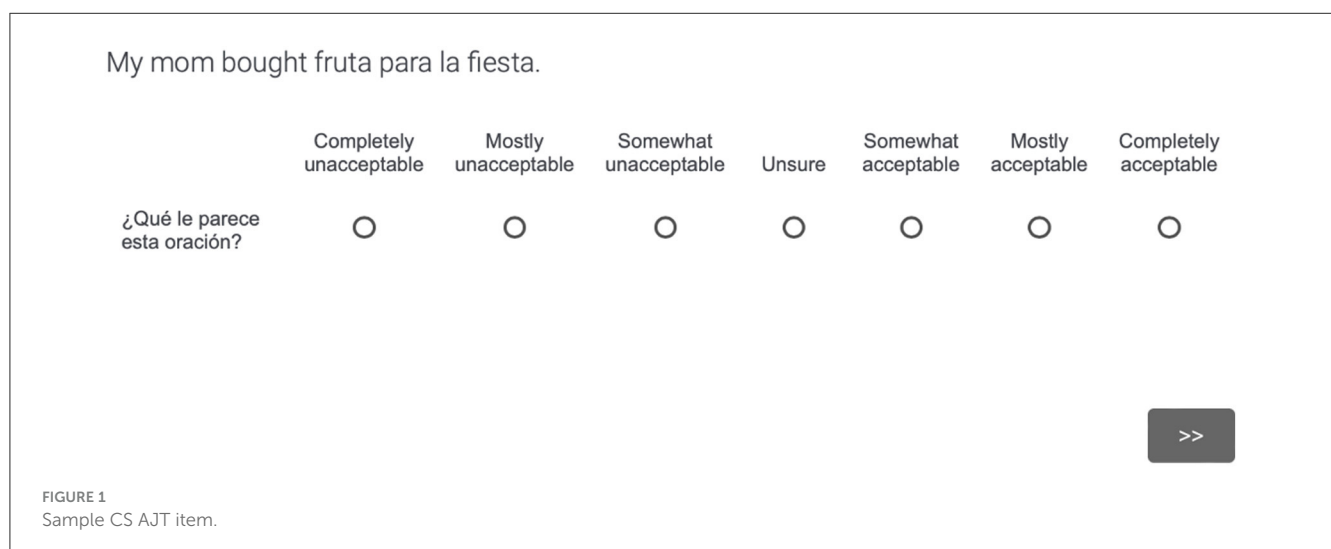 My mom bought fruta para la fiesta.
Completely unacceptable
Mostly unacceptable
Somewhat unacceptable
Unsure
Somewhat acceptable
Mostly acceptable
Completely acceptable
¿Qué le parece
esta oración?
>>
FIGURE 1
Sample CS AJT item.